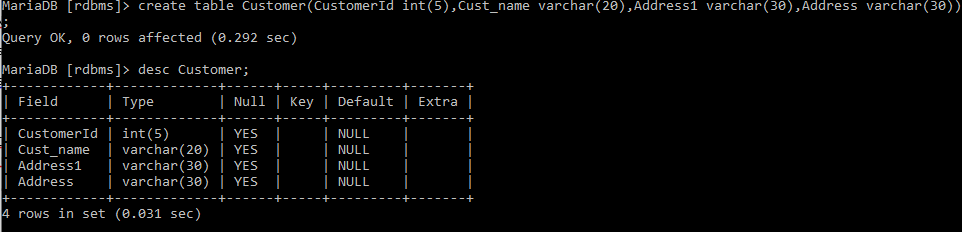 MariaDB [rdbms]> create table Customer(CustomerId int(5),Cust_name varchar(20),Address1 varchar(30),Address varchar(30))
;
Query OK, 0 rows affected (0.292 sec)
MariaDB [rdbms]> desc Customer;
+------------+-------------+------+-----+---------+-------+
| Field      | Type        | Null | Key | Default | Extra |
+------------+-------------+------+-----+---------+-------+
| CustomerId | int(5)      | YES  |     | NULL    |       |
| Cust_name  | varchar(20) | YES  |     | NULL    |       |
| Address1   | varchar(30) | YES  |     | NULL    |       |
| Address    | varchar(30) | YES  |     | NULL    |       |
+------------+-------------+------+-----+---------+-------+
4 rows in set (0.031 sec)